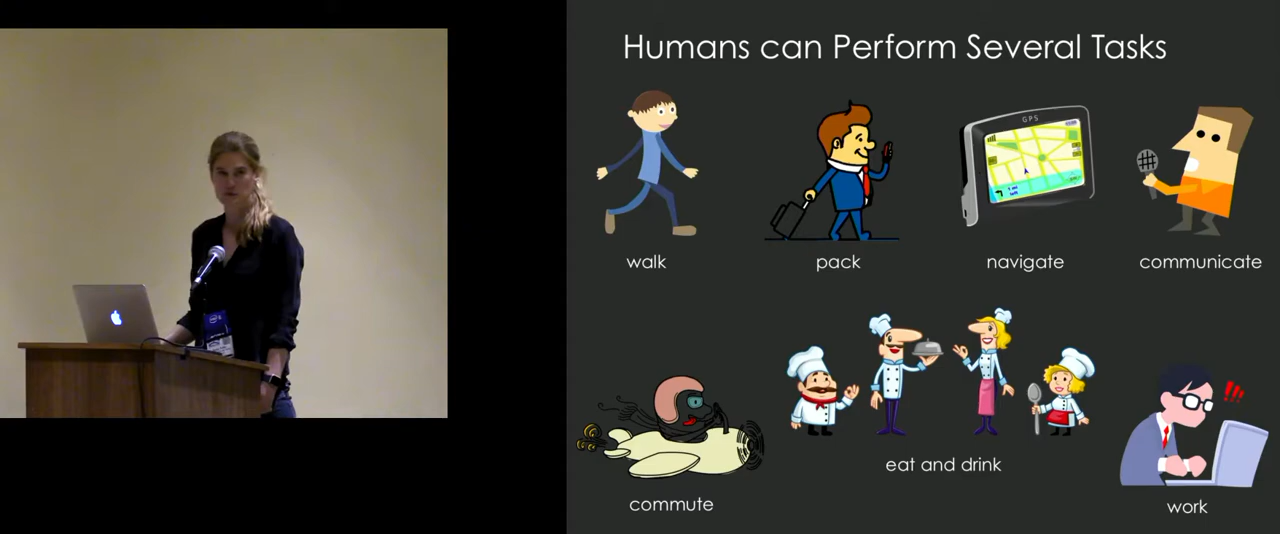 Humans can Perform Several Tasks
GPS
walk
pack
navigate
communicate
!!!
eat and drink
commute
work